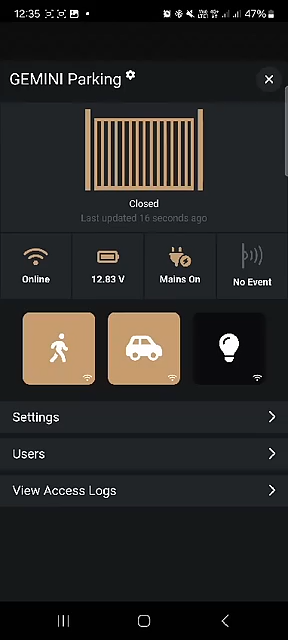 12:35
47%
GEMINI Parking
Closed
Last updated 16 seconds ago
Online
12.83 V
Mains On
No Event
Settings
Users
View Access Logs